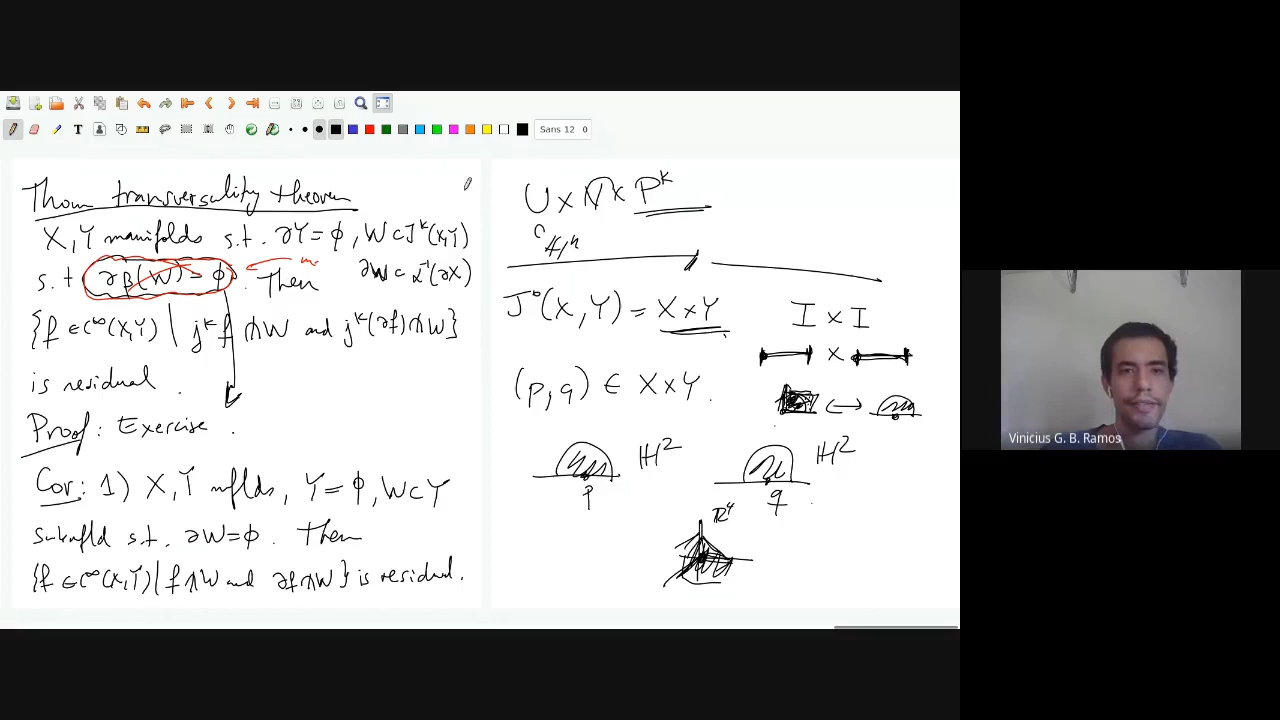 Sans 12 0
Thom transversality theorem
X, Y manifolds s.t. ∂Y = ϕ, W ⊂ J^k(X,Y)
s.t. ∂β(W) = ϕ. Then ∂W ⊂ α^{-1}(∂X)
{f ∈ C^∞(X,Y) | j^k f ⋔ W and j^k(∂f) ⋔ W}
is residual.
Proof: Exercise.
Cor: 1) X, Y mflds, Y = ϕ, W ⊂ Y
submfld s.t. ∂W = ϕ. Then
{f ∈ C^∞(X,Y) | f ⋔ W and ∂f ⋔ W} is residual.
U × V × P^k
⊂ H^n
J^0(X, Y) = X × Y
I × I
×
(p, q) ∈ X × Y.
↔
H^2
H^2
p
q
R^4
Vinicius G. B. Ramos